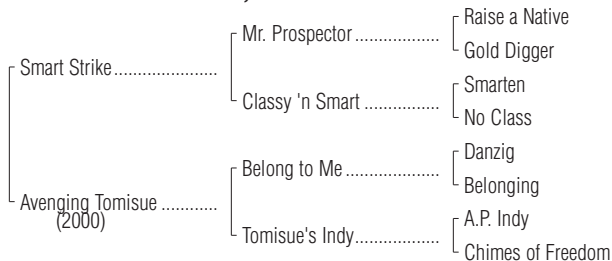 Raise a Native
Mr. Prospector..................
Gold Digger
Smart Strike......................
Smarten
Classy 'n Smart ................
No Class
Danzig
Belong to Me....................
Belonging
Avenging Tomisue ............
(2000)
A.P. Indy
Tomisue's Indy..................
Chimes of Freedom